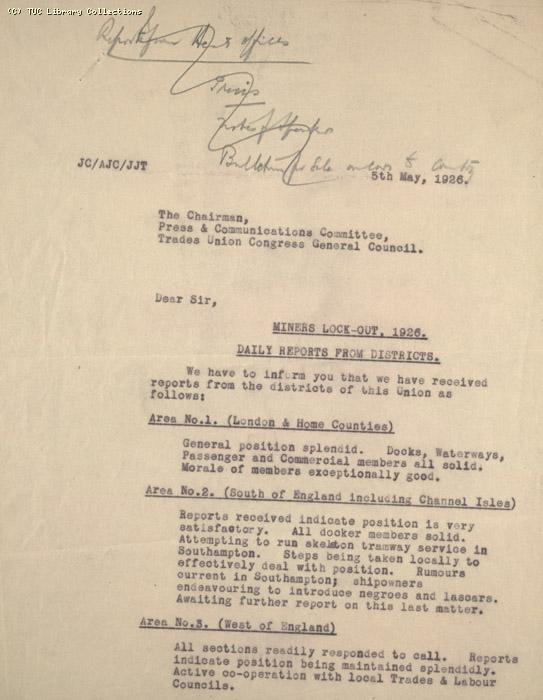 (C) TUC Library Collections
Report from Head offices
JC/AJC/JJT
5th May, 1926.
The Chairman,
Press & Communications Committee,
Trades Union Congress General Council.
Dear Sir,
MINERS LOCK-OUT, 1926.
DAILY REPORTS FROM DISTRICTS.
We have to inform you that we have received
reports from the districts of this Union as
follows:
Area No.1. (London & Home Counties)
General position splendid. Docks, Waterways,
Passenger and Commercial members all solid.
Morale of members exceptionally good.
Area No.2. (South of England including Channel Isles)
Reports received indicate position is very
satisfactory. All docker members solid.
Attempting to run skeleton tramway service in
Southampton. Steps being taken locally to
effectively deal with position. Rumours
current in Southampton; shipowners
endeavouring to introduce negroes and lascars.
Awaiting further report on this last matter.
Area No.3. (West of England)
All sections readily responded to call. Reports
indicate position being maintained splendidly.
Active co-operation with local Trades & Labour
Councils.